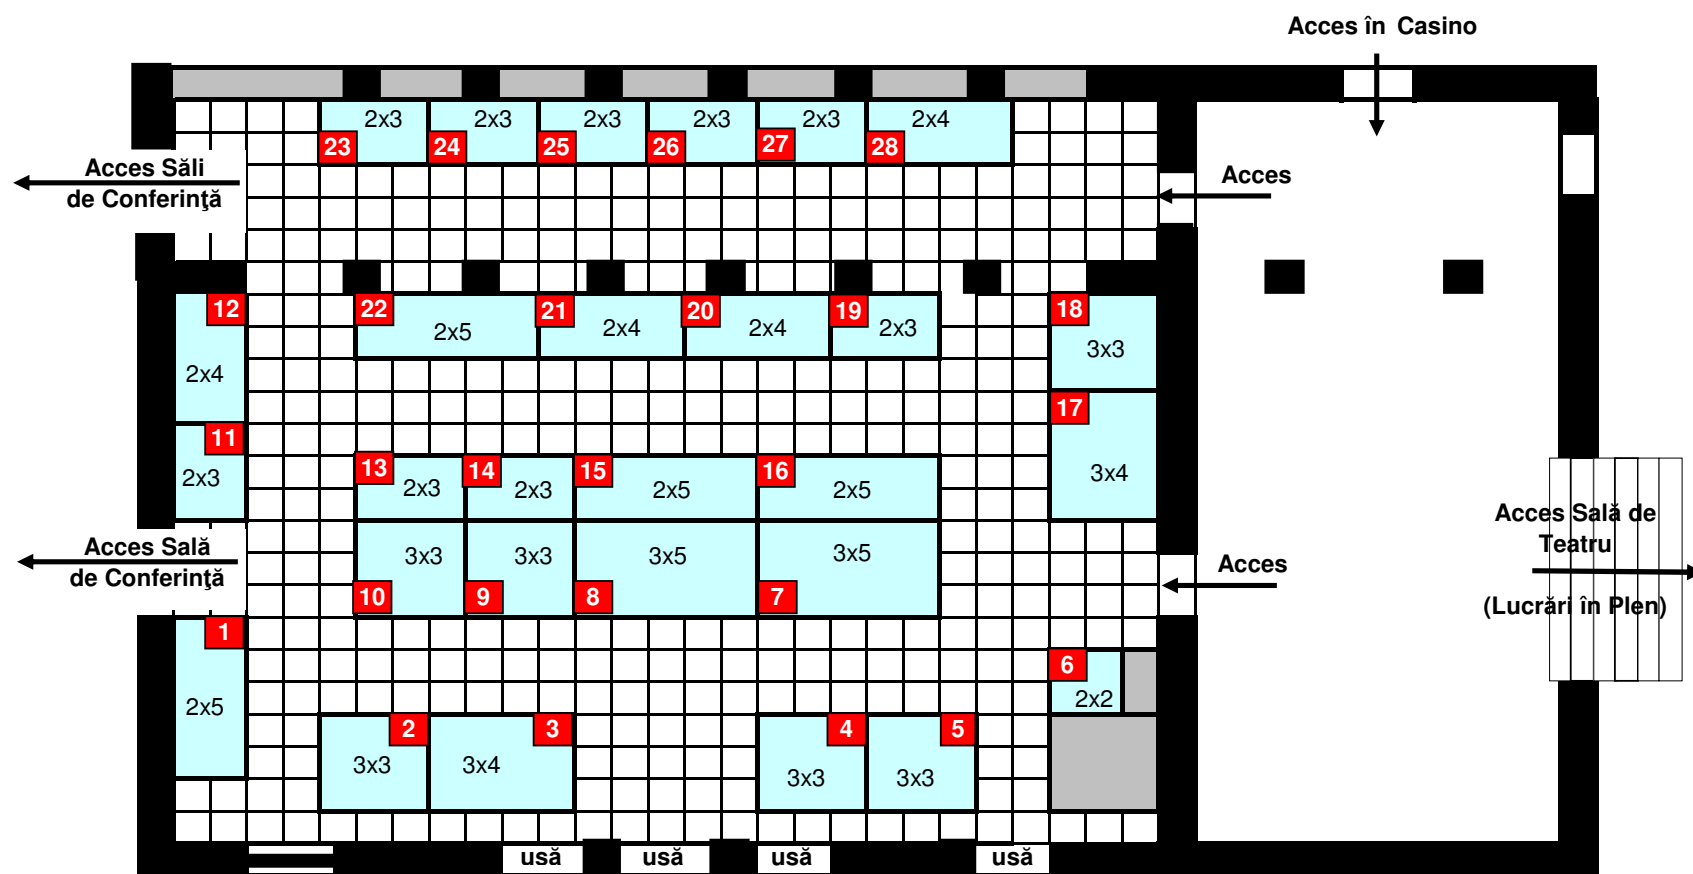 Acces în Casino
2x3
2x3
2x3
2x3
2x3
2x4
23
24
25
26
27
28
Acces Săli
de Conferinţă
Acces
12
22
21
20
19
18
2x5
2x4
2x4
2x3
3x3
2x4
17
11
13
14
15
16
2x3
2x3
2x3
2x5
2x5
3x4
Acces Sală de
Teatru
(Lucrări în Plen)
Acces Sală
de Conferinţă
3x3
3x3
3x5
3x5
Acces
10
9
8
7
1
6
2x2
2x5
2
3
4
5
3x3
3x4
3x3
3x3
usă
usă
usă
usă